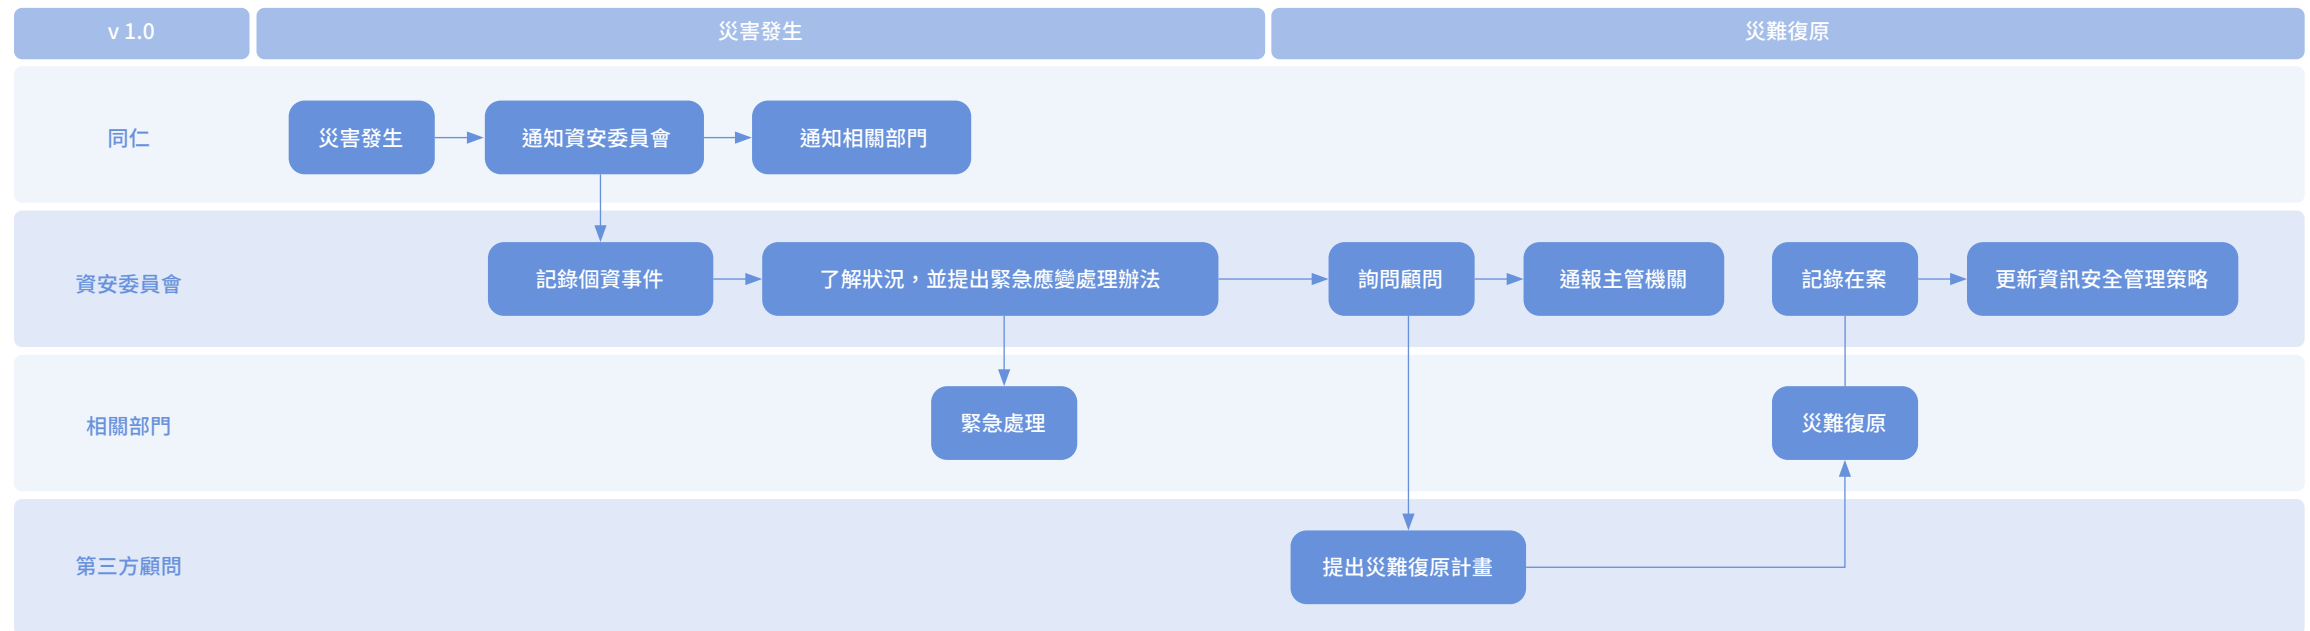 v 1.0
災害發生
災難復原
同仁
災害發生
通知資安委員會
通知相關部門
資安委員會
記錄個資事件
了解狀況，並提出緊急應變處理辦法
詢問顧問
通報主管機關
記錄在案
更新資訊安全管理策略
相關部門
緊急處理
災難復原
第三方顧問
提出災難復原計畫